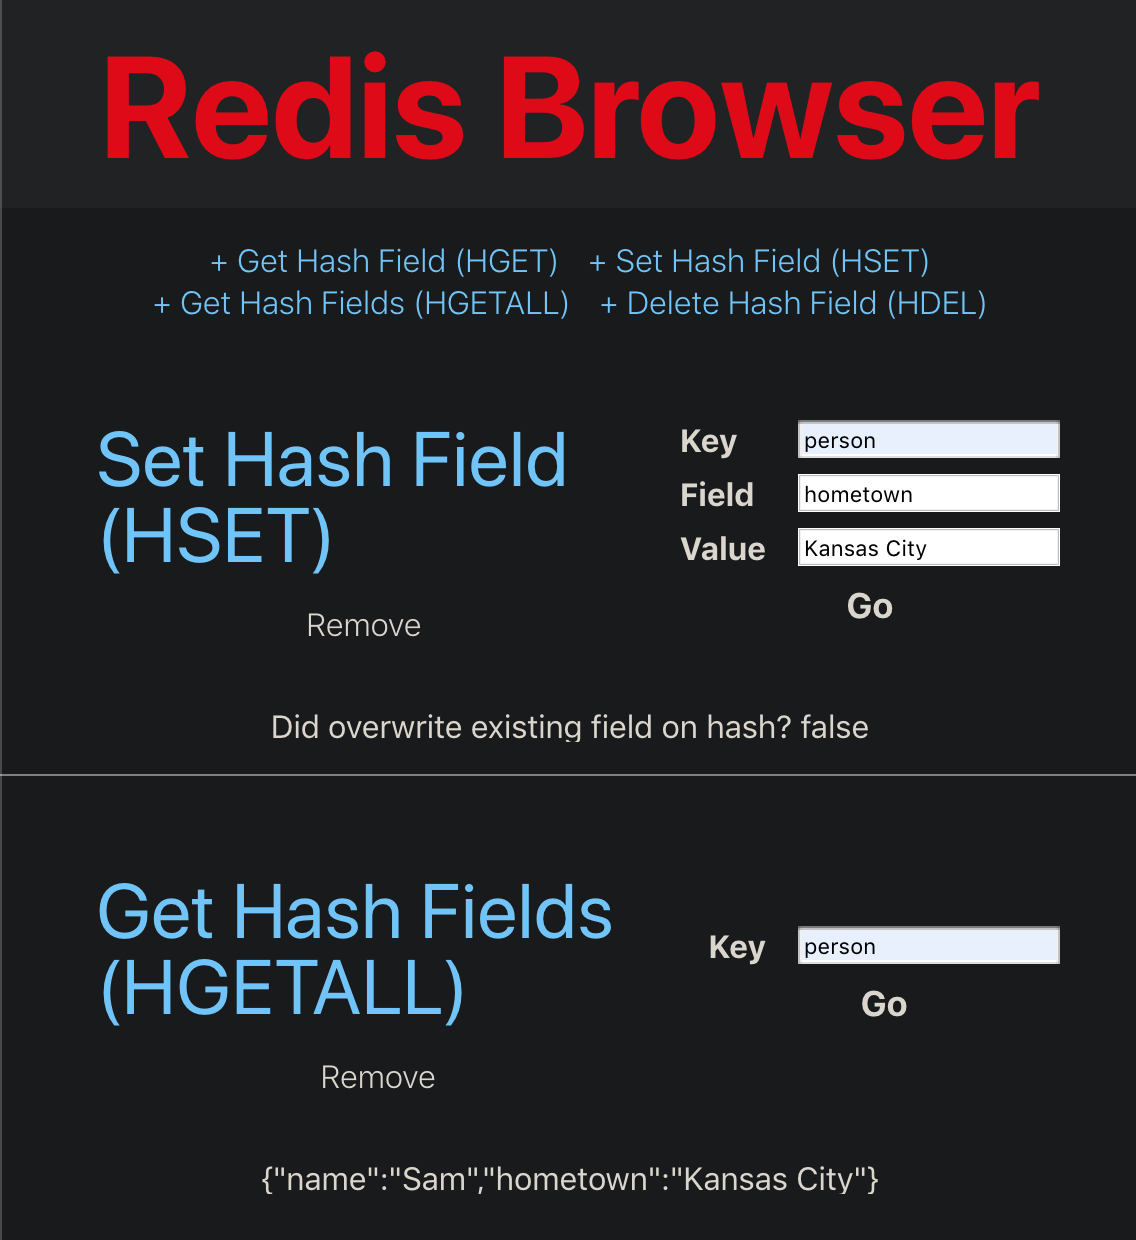 Redis Browser
+ Get Hash Field (HGET) + Set Hash Field (HSET)
+ Get Hash Fields (HGETALL) + Delete Hash Field (HDEL)
Set Hash Field
(HSET)
Remove
Key person
Field hometown
Value Kansas City
Go
Did overwrite existing field on hash? false
Get Hash Fields
(HGETALL)
Remove
Key person
Go
{"name":"Sam","hometown":"Kansas City"}